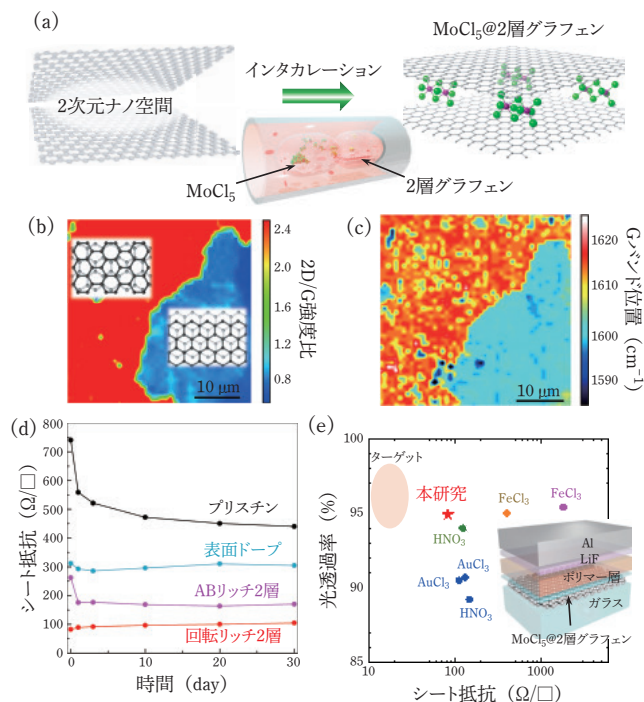 (a)
MoCl5@2層グラフェン
インタカレーション
2次元ナノ空間
MoCl5
2層グラフェン
(b)
2.4
2.0
1.6
1.2
0.8
2D/G強度比
10 μm
(c)
1620
1610
1600
1590
Gバンド位置
(cm⁻¹)
10 μm
(d)
800
700
600
500
400
300
200
100
0
シート抵抗(Ω/□)
プリスチン
表面ドープ
ABリッチ2層
回転リッチ2層
0 10 20 30
時間 (day)
(e)
100
95
90
85
光透過率 (%)
ターゲット
本研究
FeCl3
FeCl3
HNO3
AuCl3
AuCl3
HNO3
Al
LiF
ポリマー層
ガラス
MoCl5@2層グラフェン
10 100 1000
シート抵抗 (Ω/□)